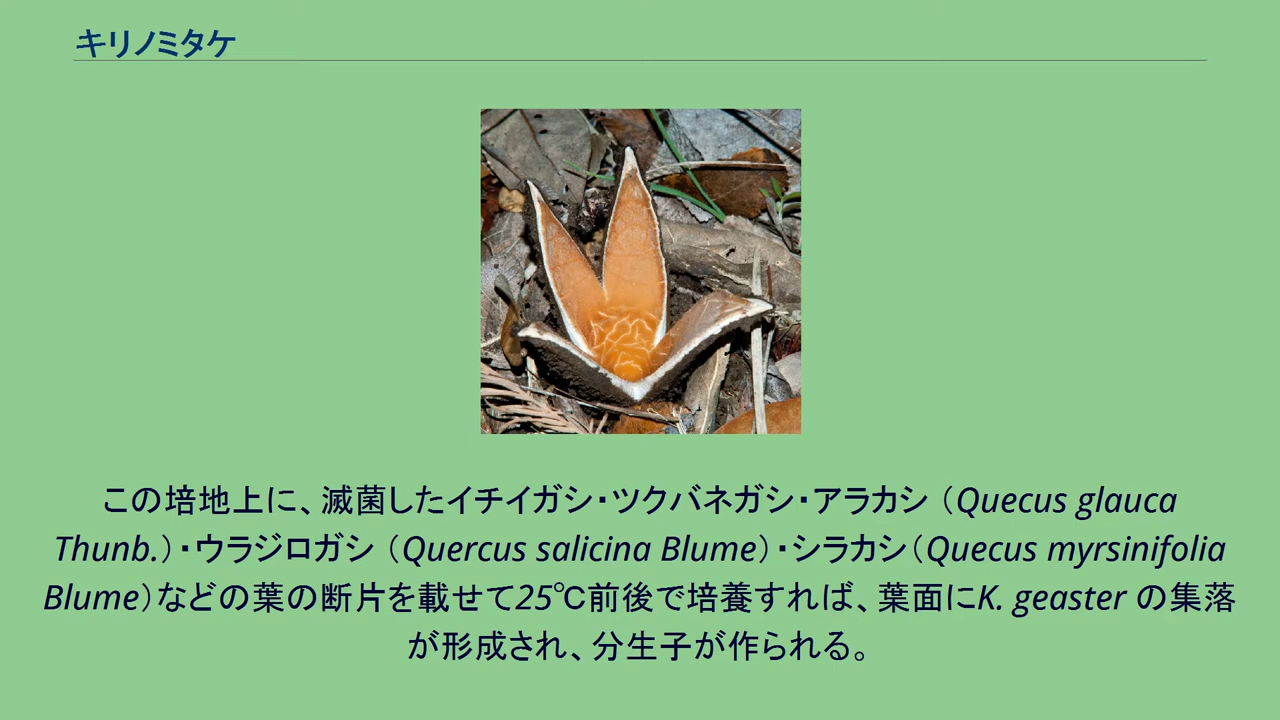 キリノミタケ
この培地上に、滅菌したイチイガシ・ツクバネガシ・アラカシ（Quecus glauca
Thunb.）・ウラジロガシ（Quercus salicina Blume）・シラカシ（Quecus myrsinifolia
Blume）などの葉の断片を載せて25℃前後で培養すれば、葉面にK. geaster の集落
が形成され、分生子が作られる。